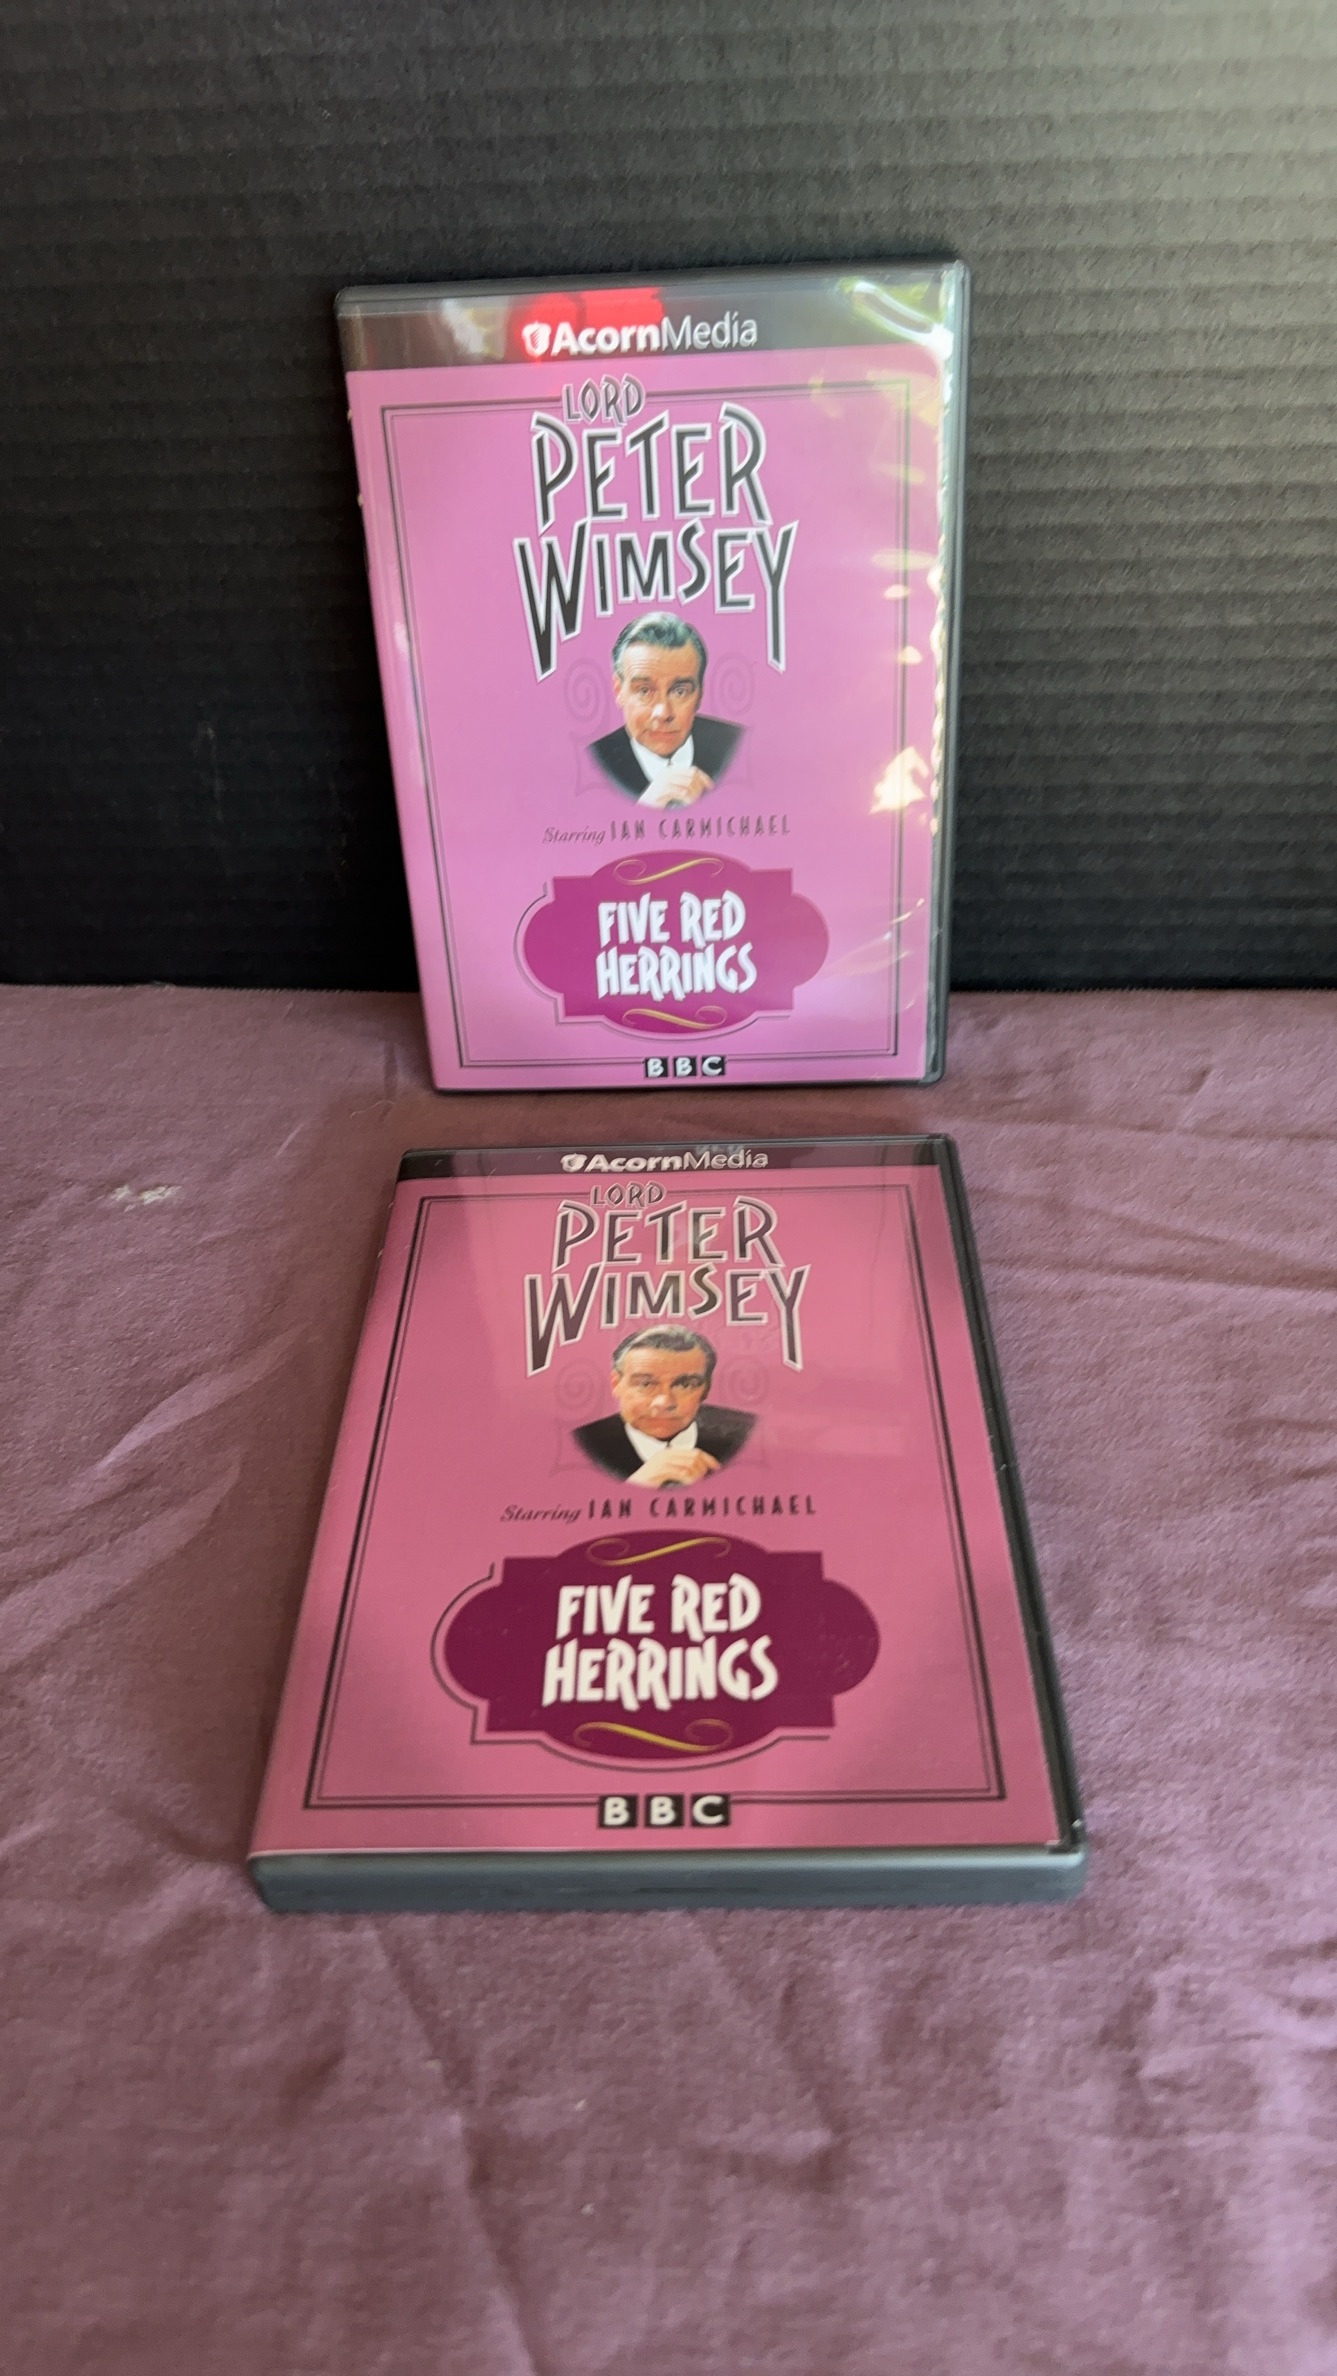 AcornMedia
LORD
PETER
WIMSEY
Starring IAN CARMICHAEL
FIVE RED
HERRINGS
BBC
AcornMedia
LORD
PETER
WIMSEY
Starring IAN CARMICHAEL
FIVE RED
HERRINGS
BBC